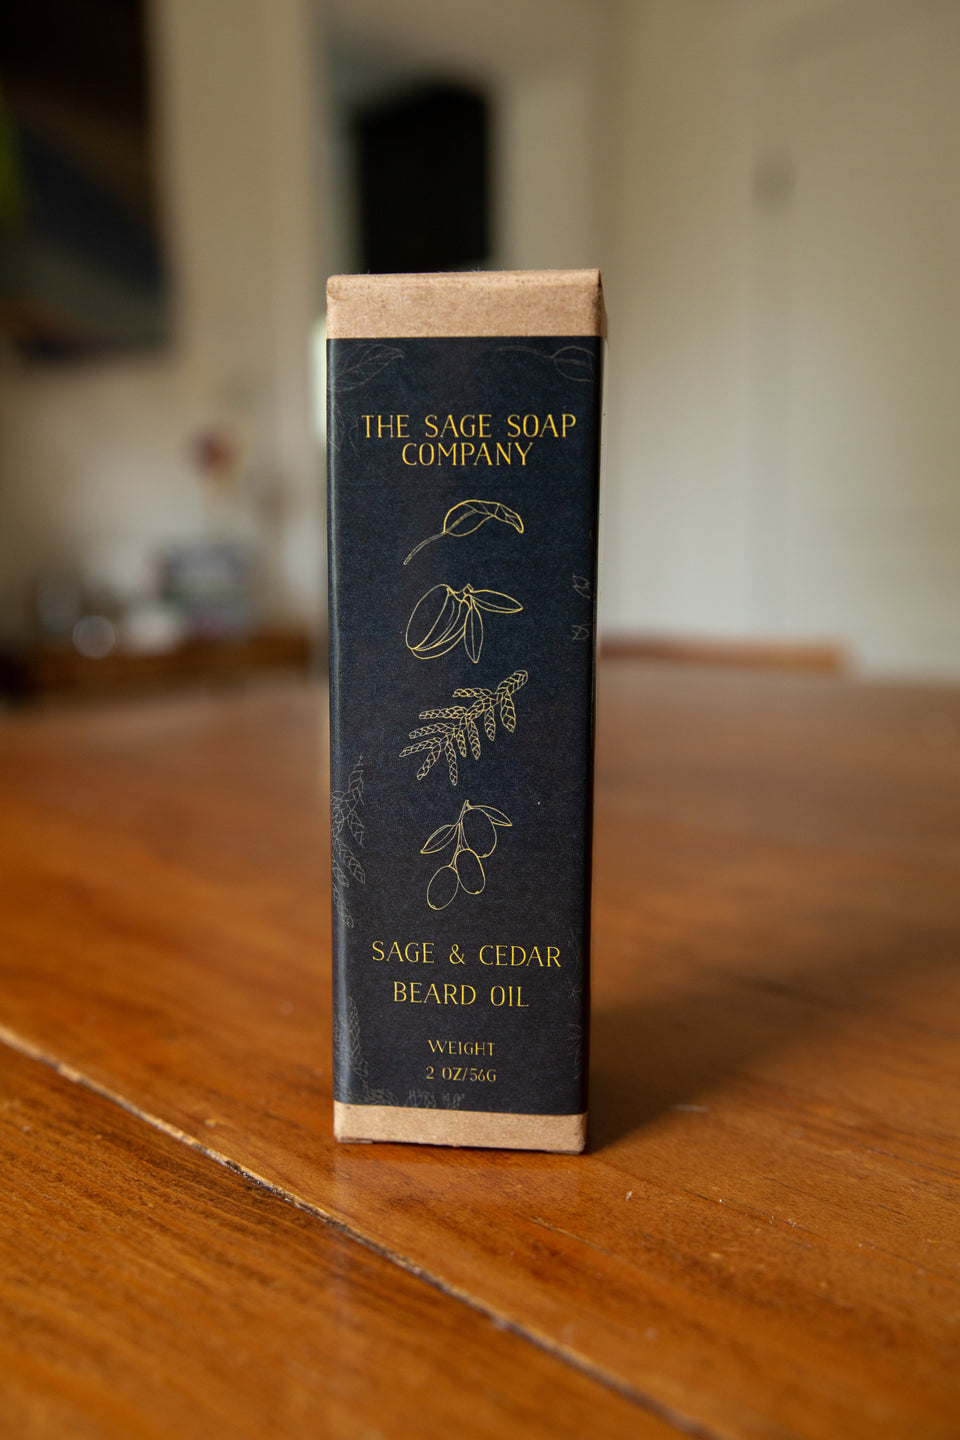 THE SAGE SOAP
COMPANY
SAGE & CEDAR
BEARD OIL
WEIGHT
2 OZ/56G